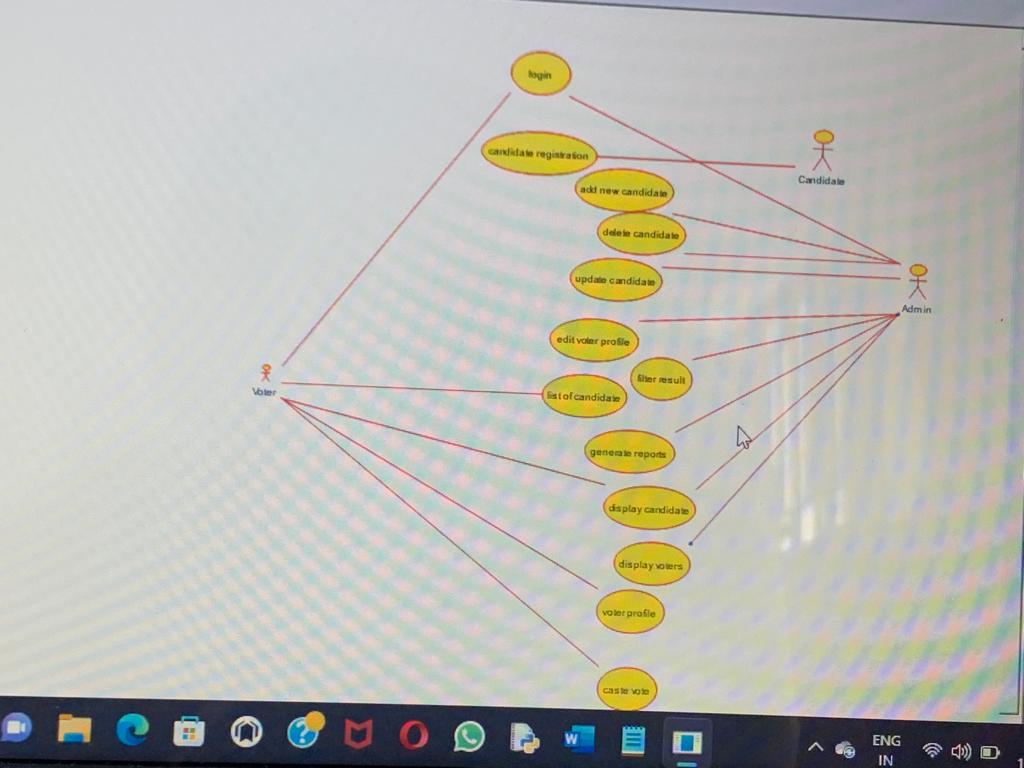 login
candidate registration
Candidate
add new candidate
delete candidate
update candidate
Admin
edit voter profile
filter result
Voter
list of candidate
generate reports
display candidate
display voters
voter profile
caste vote
W
ENG
IN